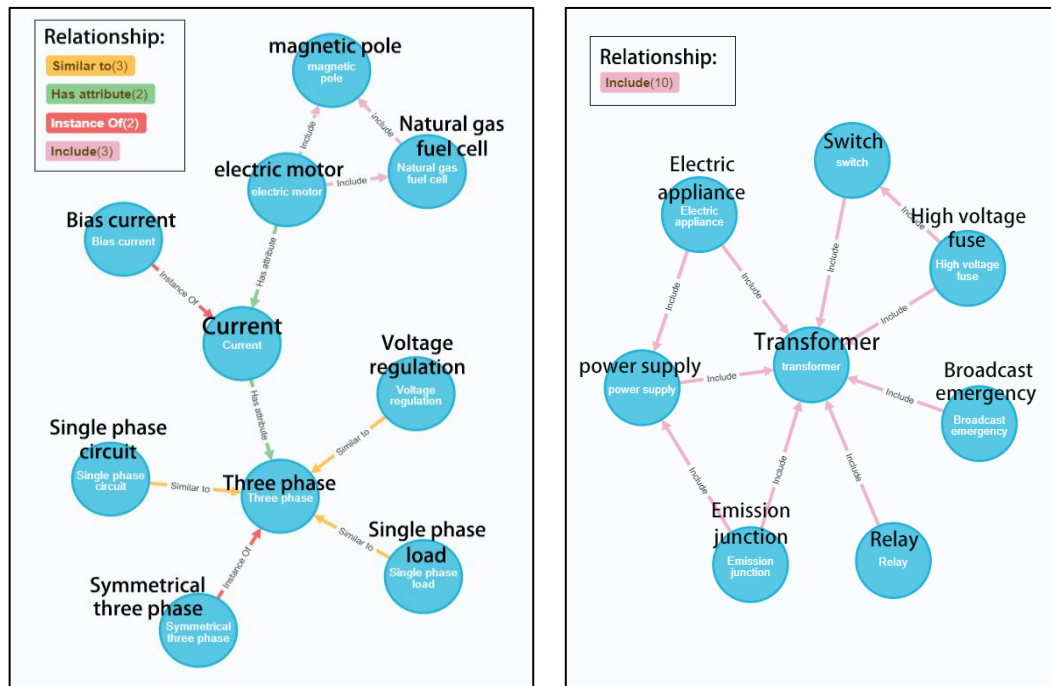 Relationship:
Similar to(3)
Has attribute(2)
Instance Of(2)
Include(3)
magnetic pole
magnetic
pole
Include
include
Natural gas
fuel cell
Natural gas
fuel cell
electric motor
electric motor
Include
Has attribute
Bias current
Bias current
Instance Of
Current
Current
Has attribute
Voltage
regulation
Voltage
regulation
Similar to
Single phase
circuit
Single phase
circuit
Similar to
Three phase
Three phase
Similar to
Single phase
load
Single phase
load
Instance Of
Symmetrical
three phase
Symmetrical
three phase
Relationship:
Include(10)
Switch
switch
Electric
appliance
Electric
appliance
Include
High voltage
fuse
High voltage
fuse
Include
Include
Include
Include
Transformer
transformer
power supply
power supply
Include
Broadcast
emergency
Broadcast
emergency
Include
Include
Include
Include
Emission
junction
Emission
junction
Relay
Relay